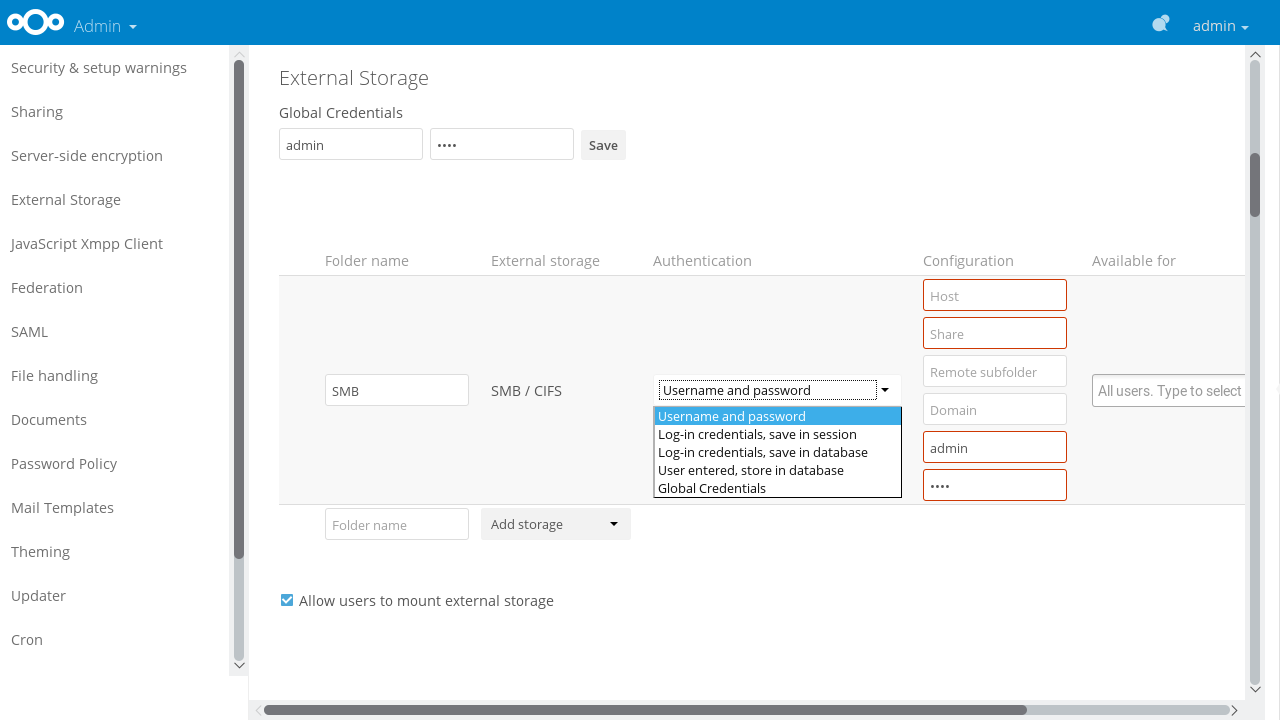 Admin
admin
Security & setup warnings
Sharing
Server-side encryption
External Storage
JavaScript Xmpp Client
Federation
SAML
File handling
Documents
Password Policy
Mail Templates
Theming
Updater
Cron
External Storage
Global Credentials
admin
••••
Save
Folder name External storage Authentication Configuration Available for
Host
Share
Remote subfolder
SMB SMB / CIFS Username and password All users. Type to select
Domain
admin
••••
Username and password
Log-in credentials, save in session
Log-in credentials, save in database
User entered, store in database
Global Credentials
Folder name Add storage
Allow users to mount external storage